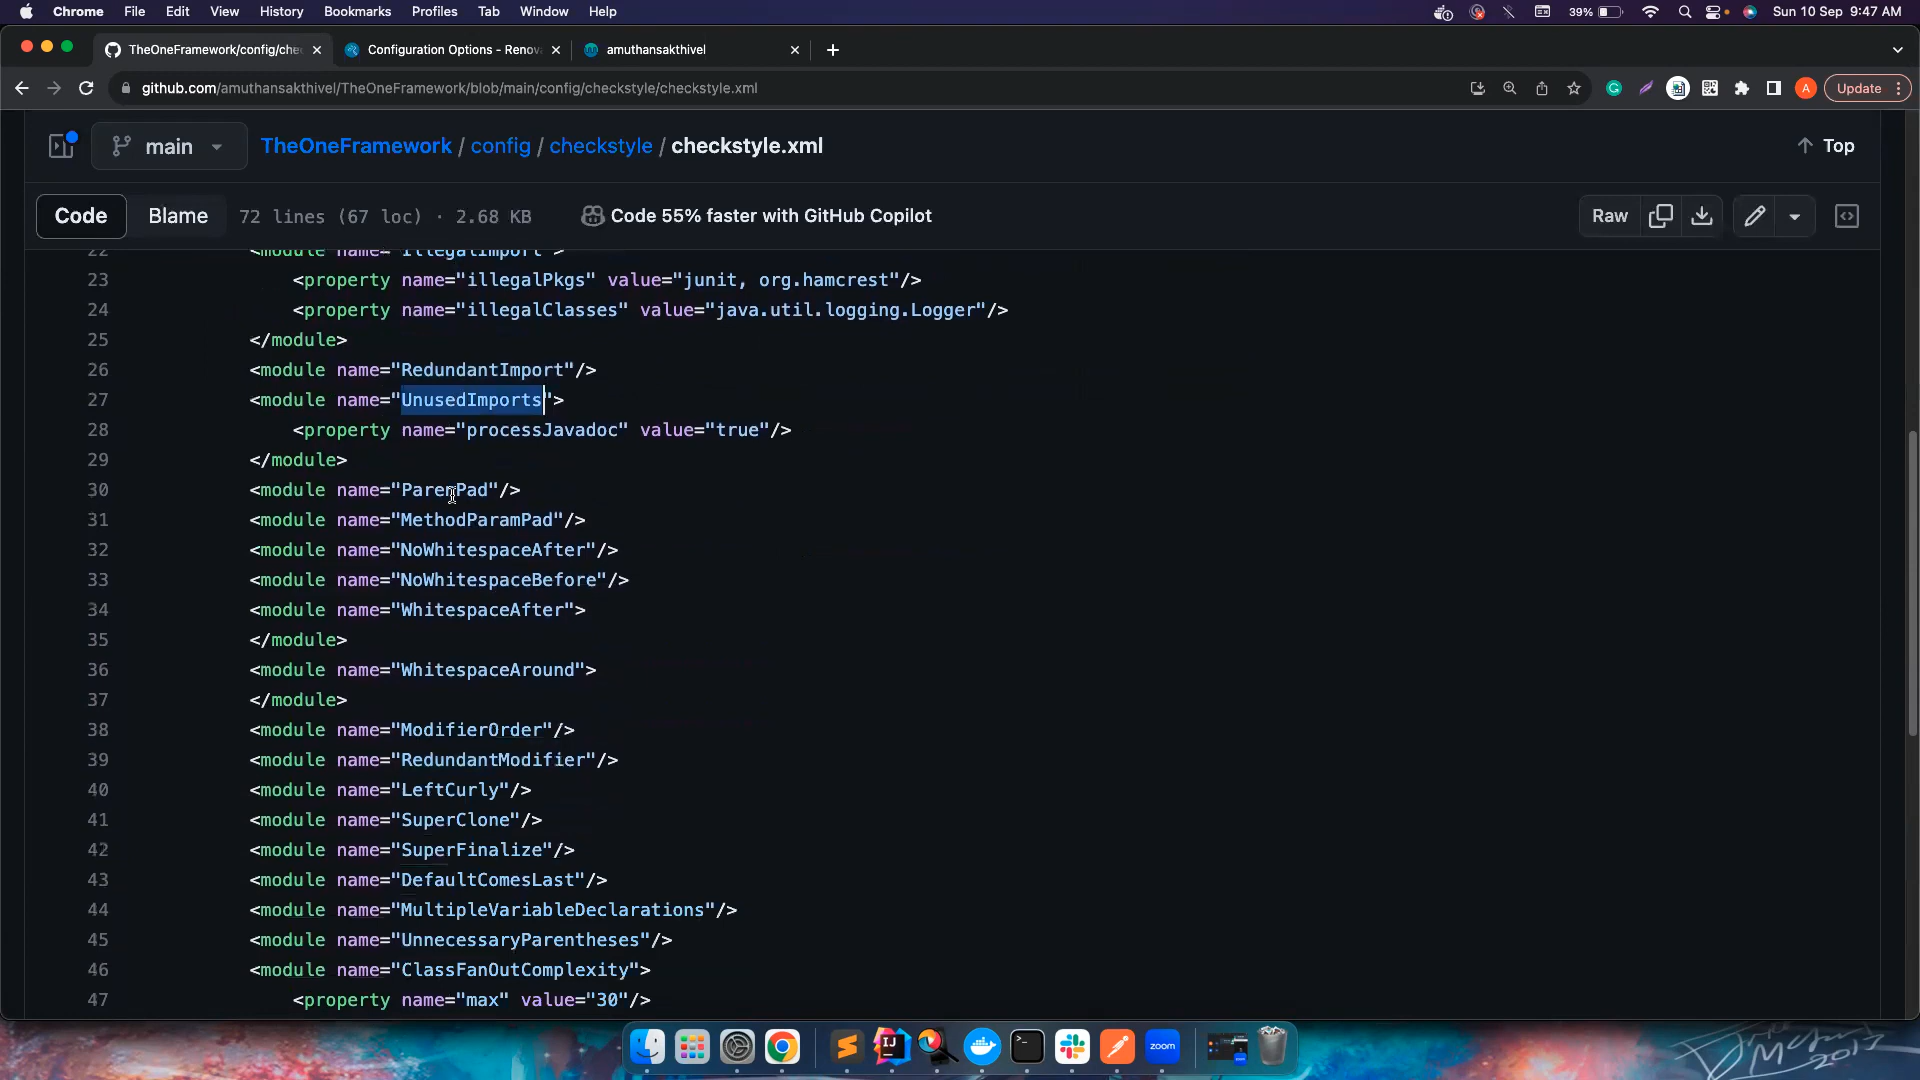 Chrome File Edit View History Bookmarks Profiles Tab Window Help 39% Sun 10 Sep 9:47 AM
TheOneFramework/config/che Configuration Options - Renov amuthansakthivel
github.com/amuthansakthivel/TheOneFramework/blob/main/config/checkstyle/checkstyle.xml A Update
main TheOneFramework / config / checkstyle / checkstyle.xml Top
Code Blame 72 lines (67 loc) · 2.68 KB Code 55% faster with GitHub Copilot Raw
22 <module name="IllegalImport">
23 <property name="illegalPkgs" value="junit, org.hamcrest"/>
24 <property name="illegalClasses" value="java.util.logging.Logger"/>
25 </module>
26 <module name="RedundantImport"/>
27 <module name="UnusedImports">
28 <property name="processJavadoc" value="true"/>
29 </module>
30 <module name="ParenPad"/>
31 <module name="MethodParamPad"/>
32 <module name="NoWhitespaceAfter"/>
33 <module name="NoWhitespaceBefore"/>
34 <module name="WhitespaceAfter">
35 </module>
36 <module name="WhitespaceAround">
37 </module>
38 <module name="ModifierOrder"/>
39 <module name="RedundantModifier"/>
40 <module name="LeftCurly"/>
41 <module name="SuperClone"/>
42 <module name="SuperFinalize"/>
43 <module name="DefaultComesLast"/>
44 <module name="MultipleVariableDeclarations"/>
45 <module name="UnnecessaryParentheses"/>
46 <module name="ClassFanOutComplexity">
47 <property name="max" value="30"/>
IJ zoom
2017